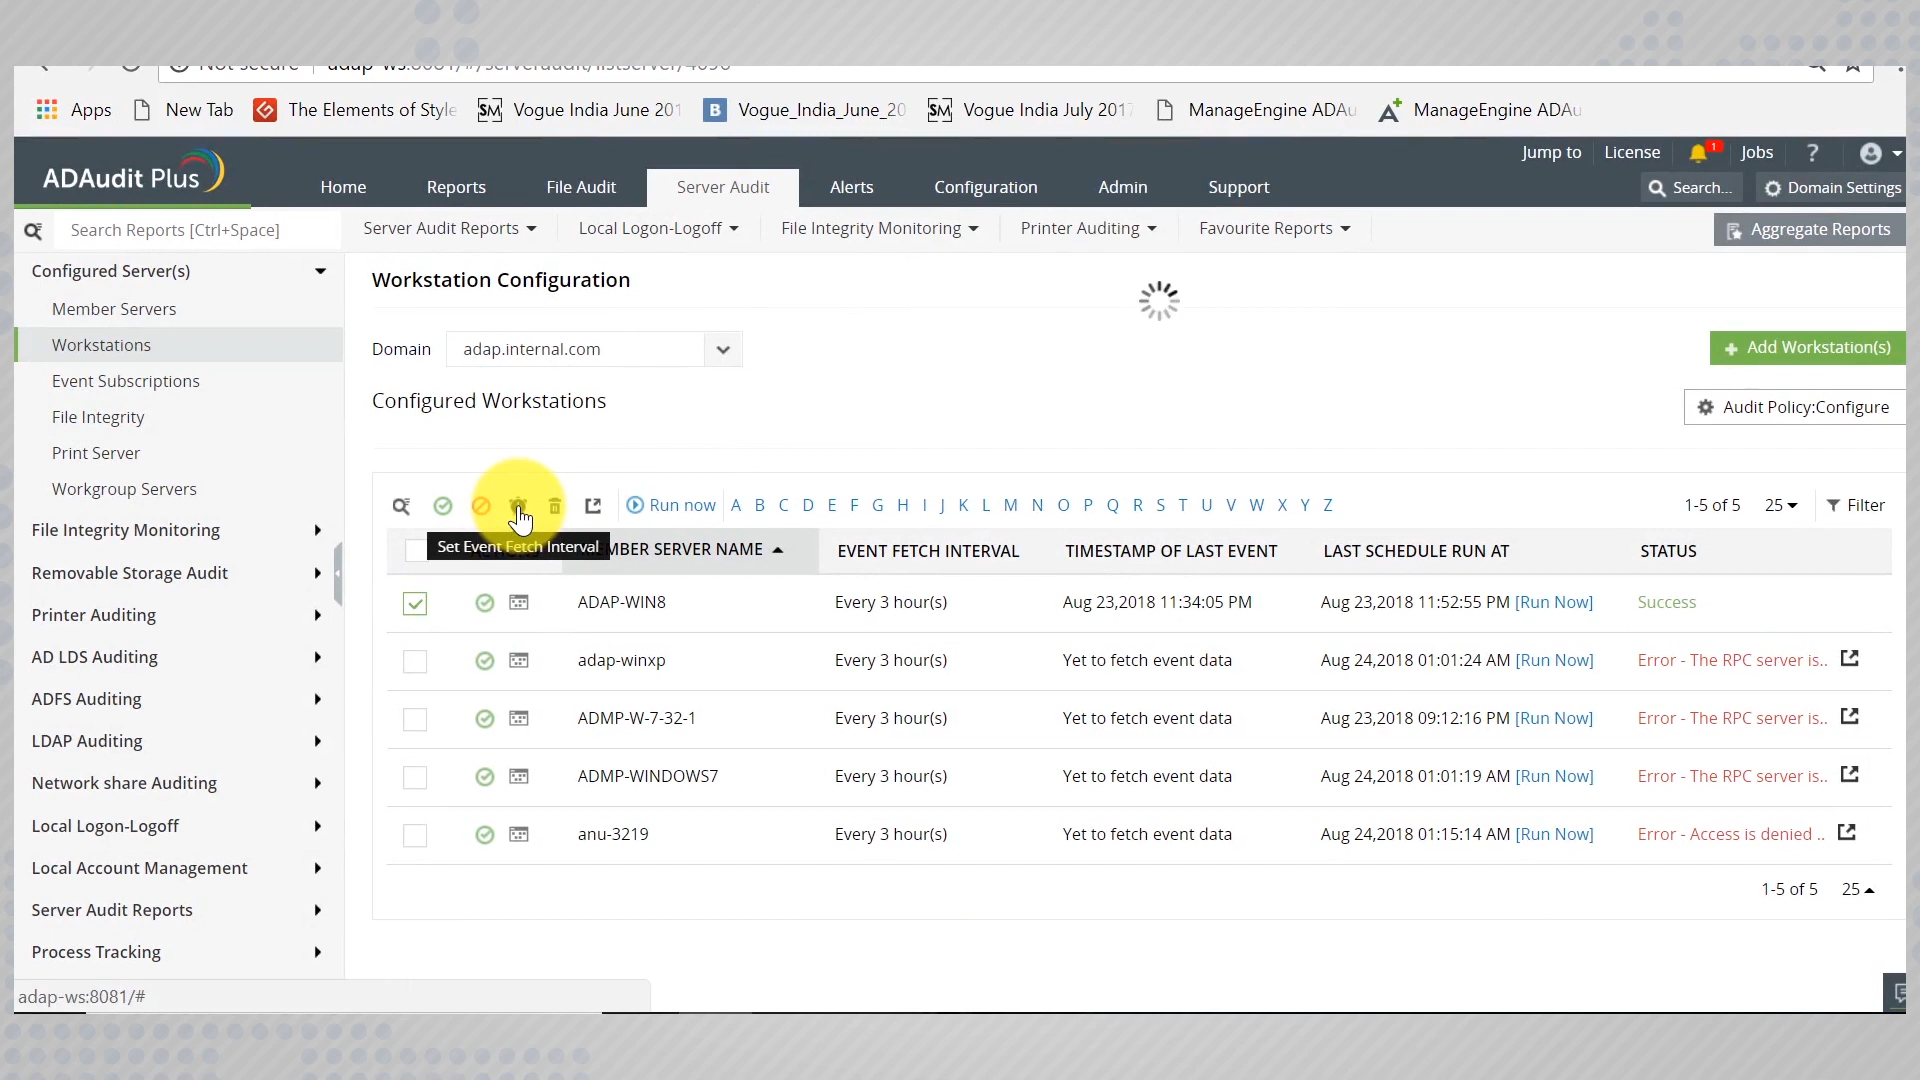 Apps New Tab The Elements of Style Vogue India June 201 Vogue_India_June_20 Vogue India July 2017 ManageEngine ADAu ManageEngine ADAu
ADAudit Plus
Jump to License 1 Jobs ?
Home Reports File Audit Server Audit Alerts Configuration Admin Support
Search... Domain Settings
Search Reports [Ctrl+Space]
Server Audit Reports Local Logon-Logoff File Integrity Monitoring Printer Auditing Favourite Reports
Aggregate Reports
Configured Server(s)
Member Servers
Workstations
Event Subscriptions
File Integrity
Print Server
Workgroup Servers
File Integrity Monitoring
Removable Storage Audit
Printer Auditing
AD LDS Auditing
ADFS Auditing
LDAP Auditing
Network share Auditing
Local Logon-Logoff
Local Account Management
Server Audit Reports
Process Tracking
adap-ws:8081/#
Workstation Configuration
Domain adap.internal.com
Add Workstation(s)
Configured Workstations
Audit Policy:Configure
Run now A B C D E F G H I J K L M N O P Q R S T U V W X Y Z 1-5 of 5 25 Filter
Set Event Fetch Interval
MBER SERVER NAME EVENT FETCH INTERVAL TIMESTAMP OF LAST EVENT LAST SCHEDULE RUN AT STATUS
ADAP-WIN8 Every 3 hour(s) Aug 23,2018 11:34:05 PM Aug 23,2018 11:52:55 PM [Run Now] Success
adap-winxp Every 3 hour(s) Yet to fetch event data Aug 24,2018 01:01:24 AM [Run Now] Error - The RPC server is..
ADMP-W-7-32-1 Every 3 hour(s) Yet to fetch event data Aug 23,2018 09:12:16 PM [Run Now] Error - The RPC server is..
ADMP-WINDOWS7 Every 3 hour(s) Yet to fetch event data Aug 24,2018 01:01:19 AM [Run Now] Error - The RPC server is..
anu-3219 Every 3 hour(s) Yet to fetch event data Aug 24,2018 01:15:14 AM [Run Now] Error - Access is denied ..
1-5 of 5 25